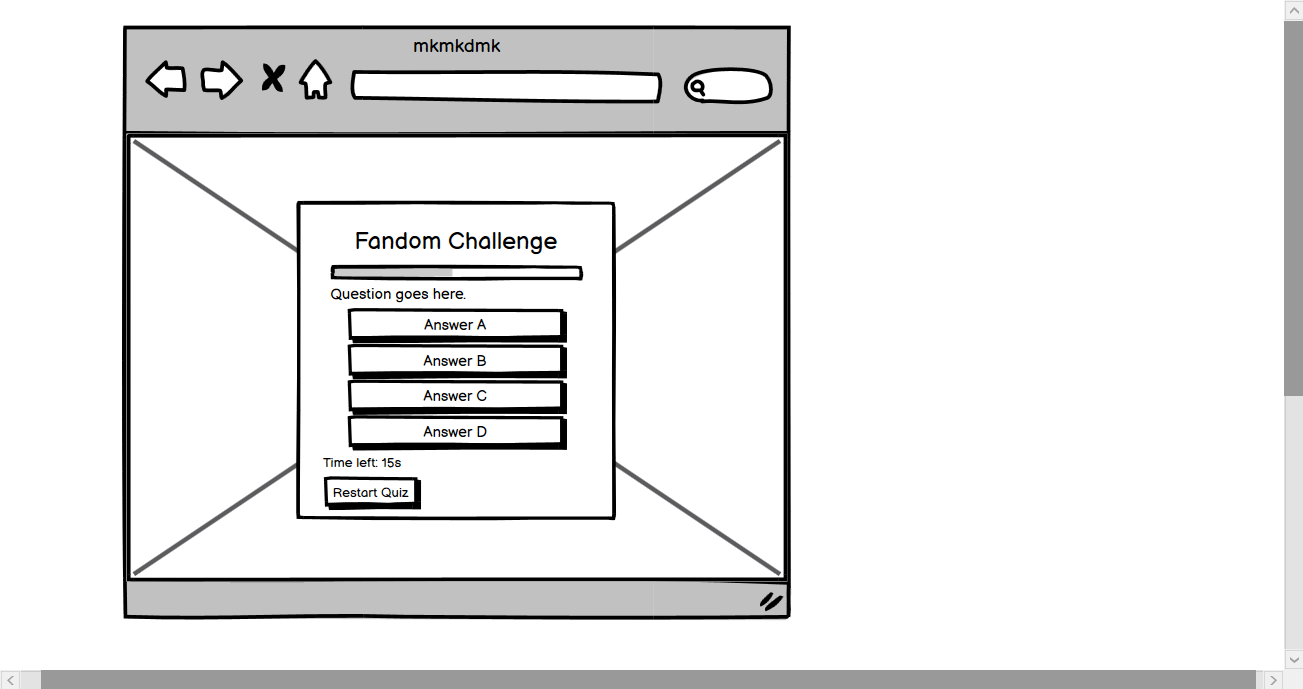 mkmkdmk
Fandom Challenge
Question goes here.
Answer A
Answer B
Answer C
Answer D
Time left: 15s
Restart Quiz